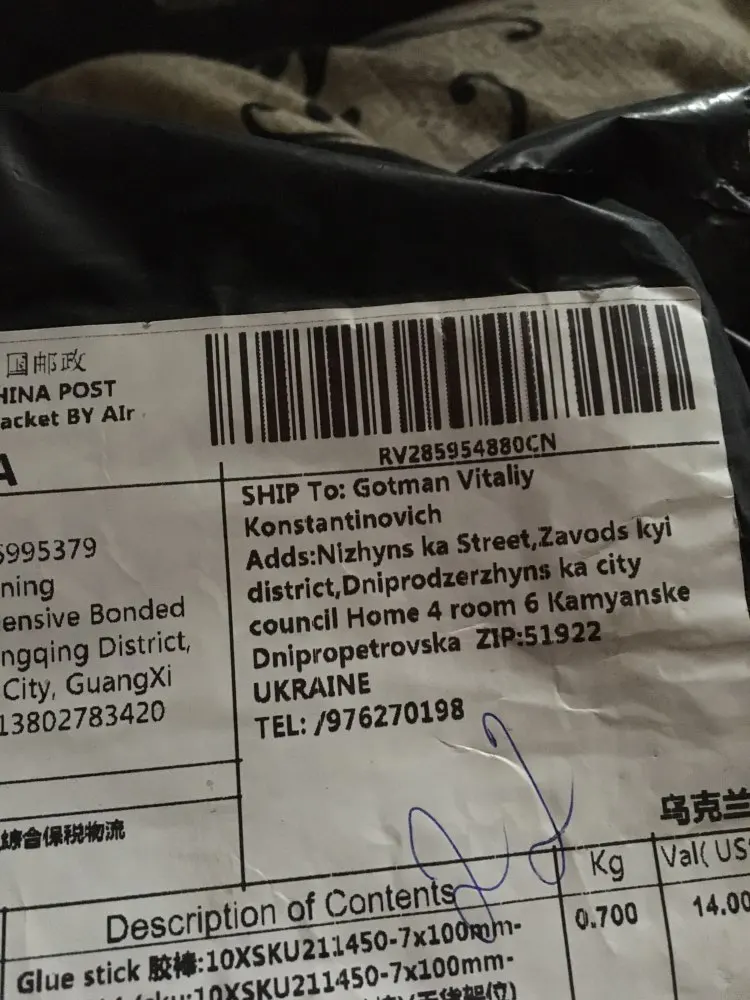 国邮政
HINA POST
acket BY AIr
RV285954880CN
A
SHIP To: Gotman Vitaliy
Konstantinovich
Adds:Nizhyns ka Street,Zavods kyi
district,Dniprodzerzhyns ka city
council Home 4 room 6 Kamyanske
Dnipropetrovska ZIP:51922
UKRAINE
TEL: /976270198
5995379
ning
ensive Bonded
ngqing District,
City, GuangXi
13802783420
综合保税物流
乌克兰
Description of Contents
Kg
Val( US
Glue stick 胶棒:10XSKU211450-7x100mm-
0.700
14.00
sku:10XSKU211450-7x100mm-